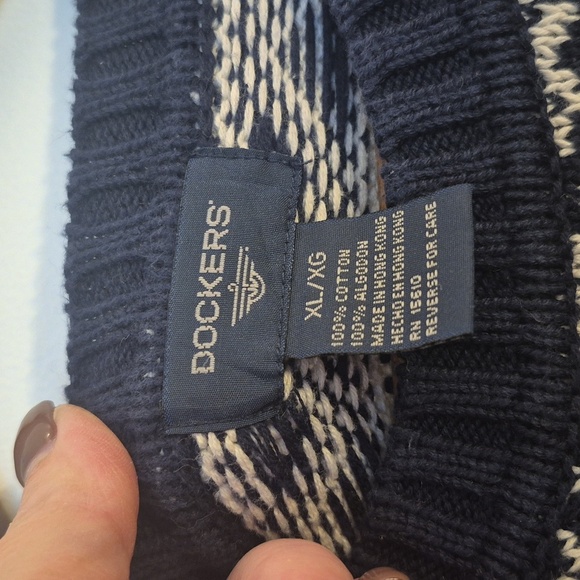 DOCKERS
XL/XG
100% COTTON
100% ALGODON
MADE IN HONG KONG
HECHO EN HONG KONG
RN 15610
REVERSE FOR CARE